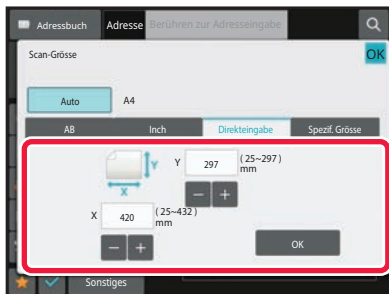 Adressbuch
Adresse
Berühren zur Adresseingabe
Scan-Grösse
OK
Auto
A4
AB
Inch
Direkteingabe
Spezif. Grösse
Y
X
Y
297
(25~297)
mm
X
420
(25~432)
mm
OK
Sonstiges